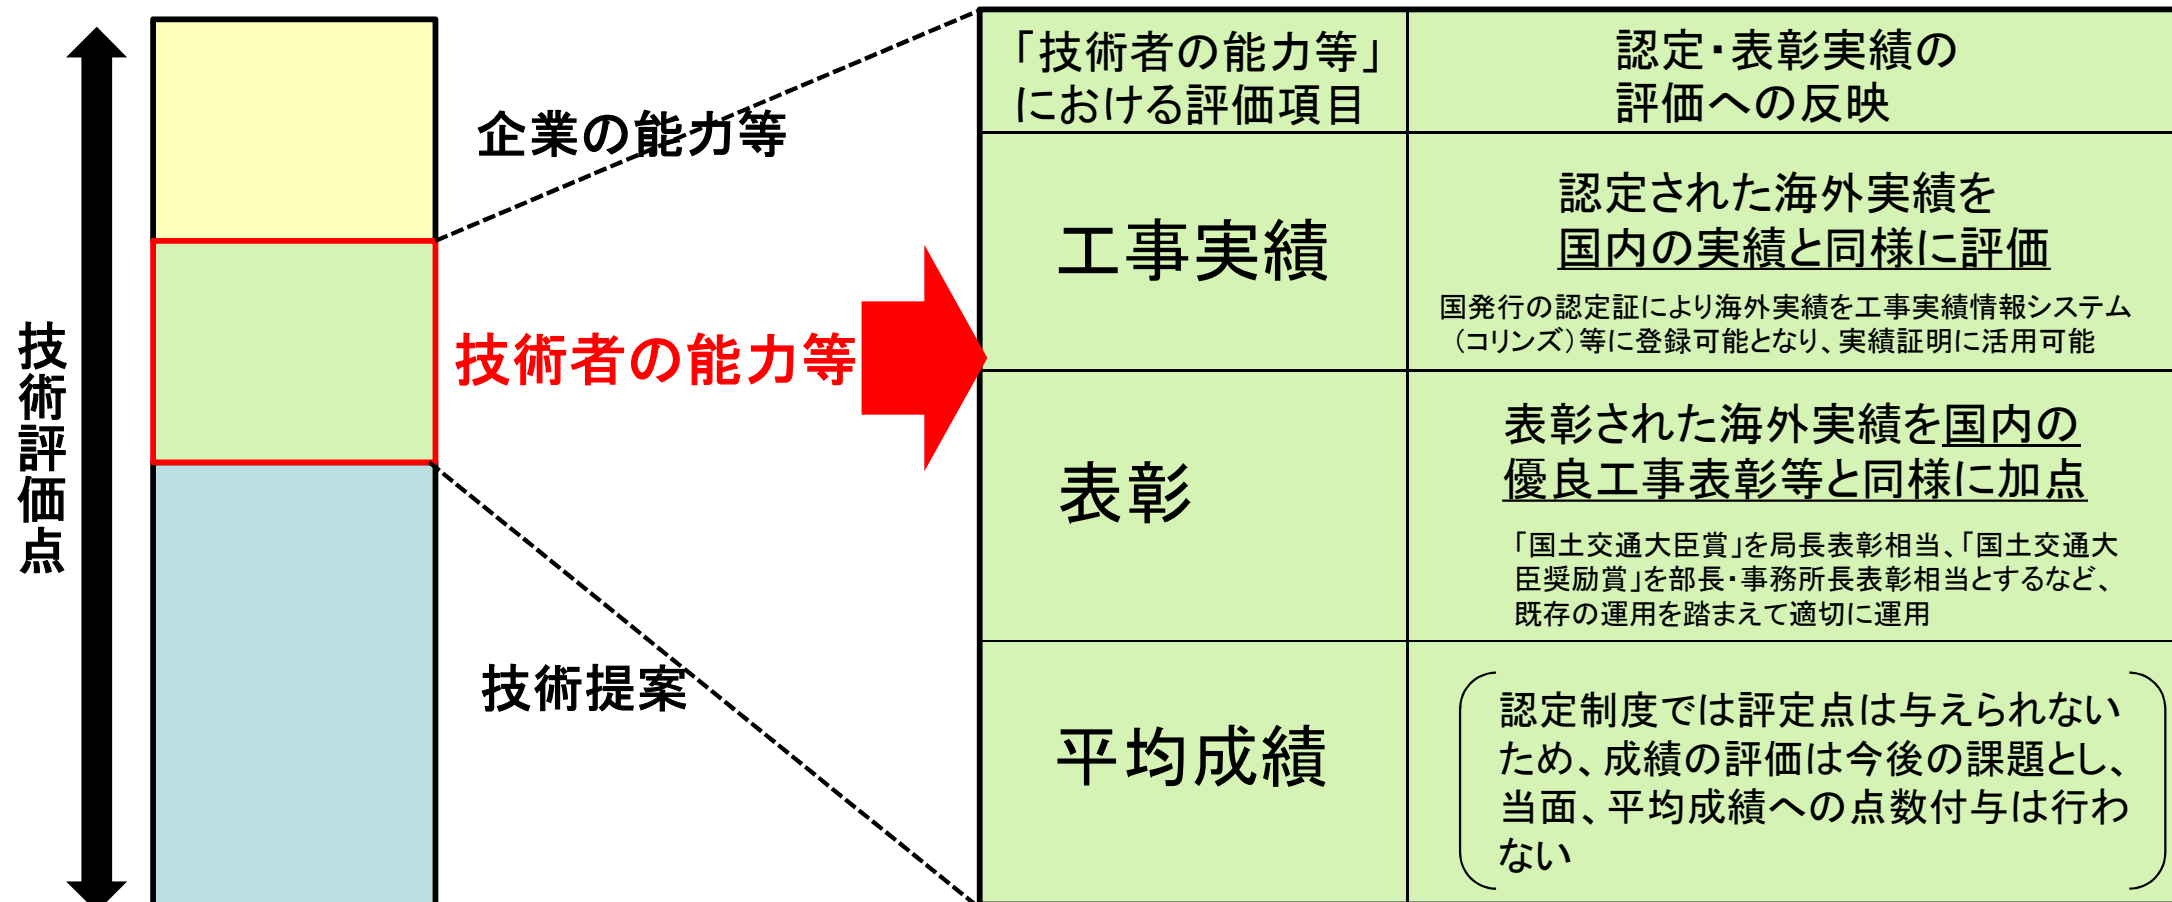 技術評価点
企業の能力等
技術者の能力等
技術提案
「技術者の能力等」
における評価項目
認定・表彰実績の
評価への反映
工事実績
認定された海外実績を
国内の実績と同様に評価
国発行の認定証により海外実績を工事実績情報システム
（コリンズ）等に登録可能となり、実績証明に活用可能
表彰
表彰された海外実績を国内の
優良工事表彰等と同様に加点
「国土交通大臣賞」を局長表彰相当、「国土交通大
臣奨励賞」を部長・事務所長表彰相当とするなど、
既存の運用を踏まえて適切に運用
平均成績
認定制度では評定点は与えられない
ため、成績の評価は今後の課題とし、
当面、平均成績への点数付与は行わ
ない